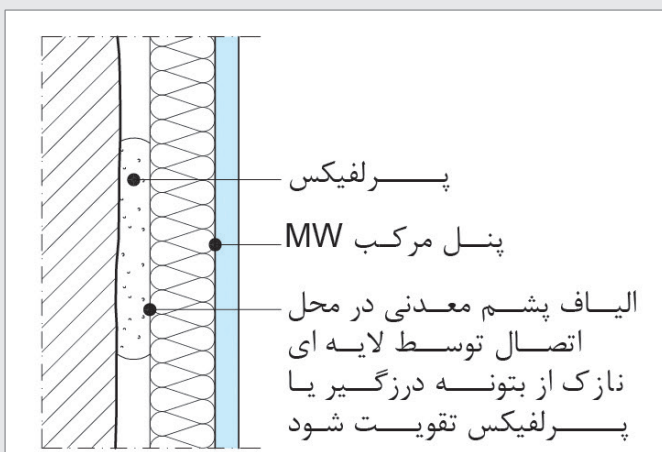 پرلفیکس
پنل مرکب MW
الیاف پشم معدنی در محل
اتصال توسط لایه ای
نازک از بتونه درزگیر یا
پرلفیکس تقویت شود